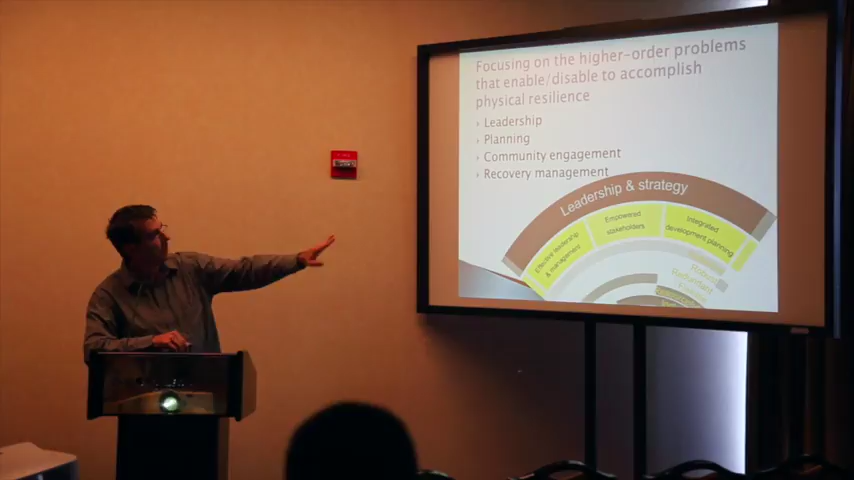 Focusing on the higher-order problems
that enable/disable to accomplish
physical resilience
› Leadership
› Planning
› Community engagement
› Recovery management
Leadership & strategy
Effective leadership
& management
Empowered
stakeholders
Integrated
development planning